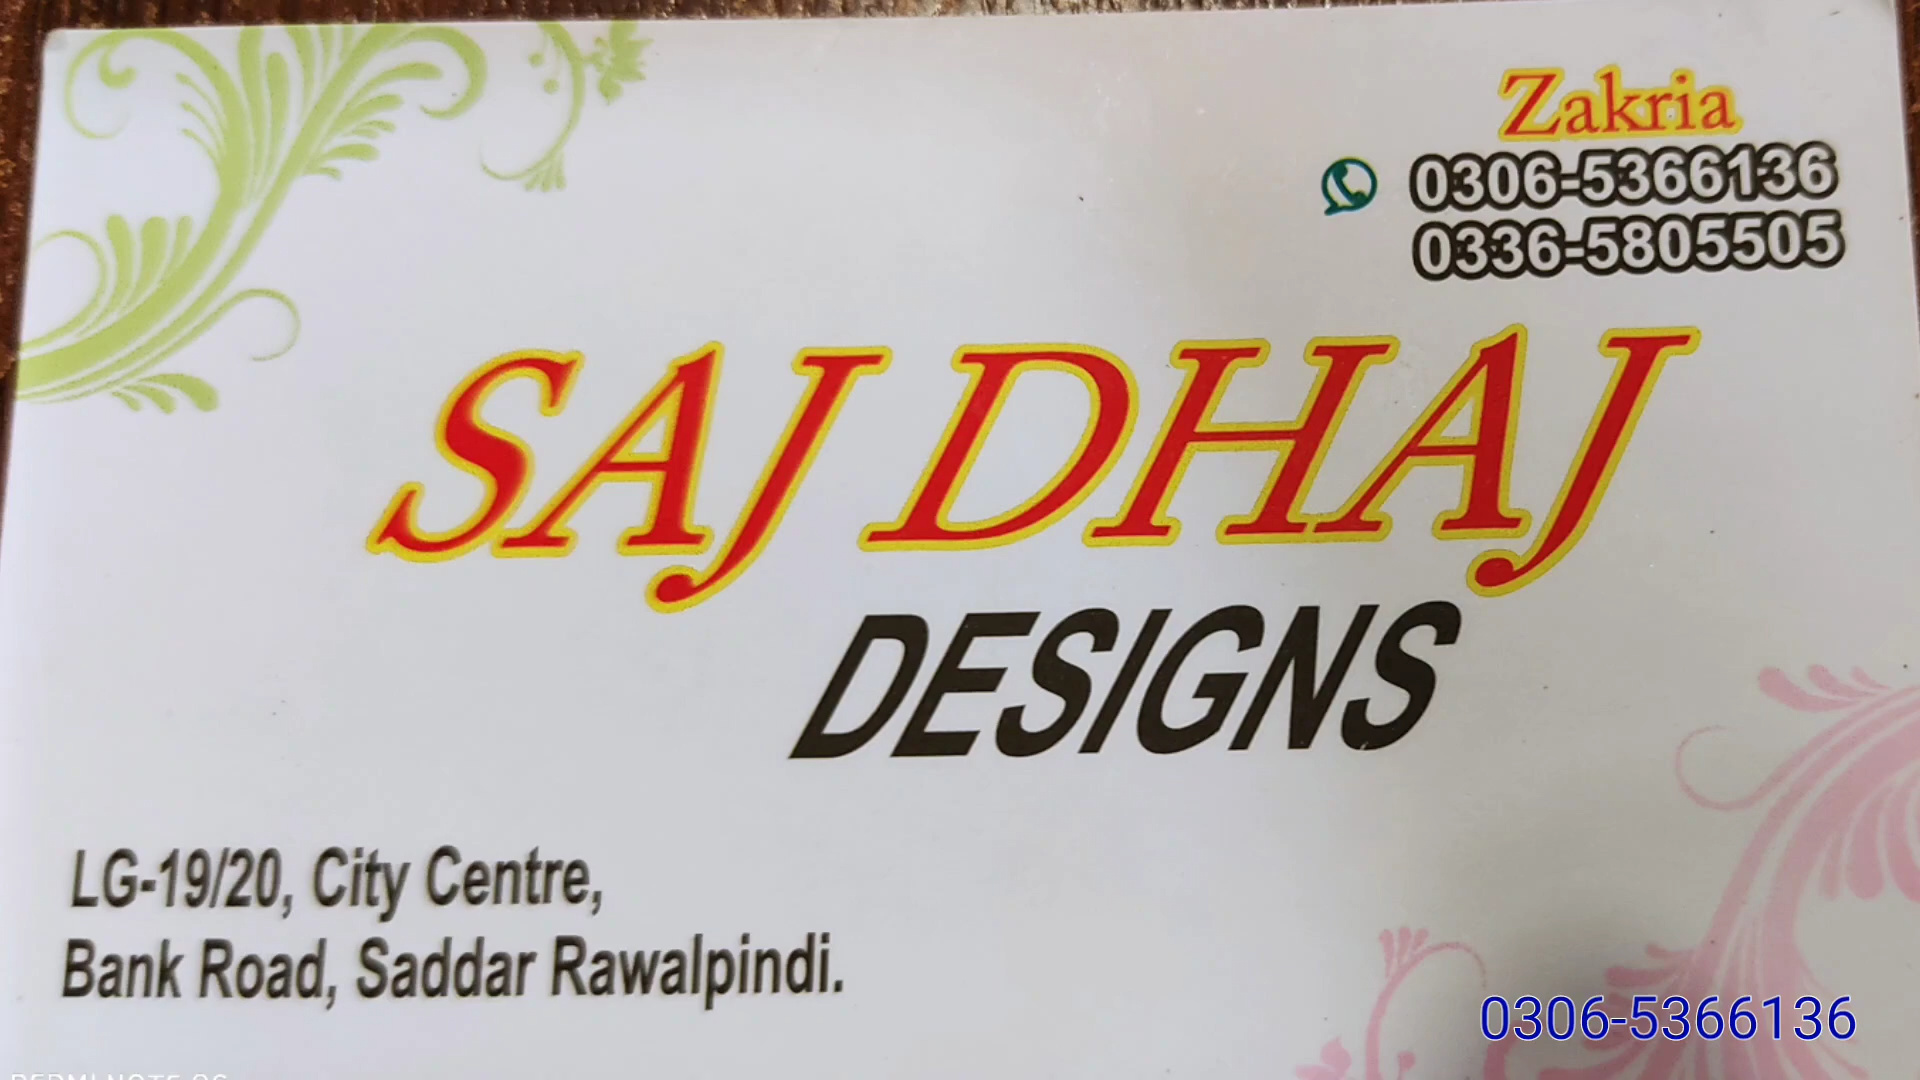 Zakria
0306-5366136
0336-5805505
SAJ DHAJ
DESIGNS
LG-19/20, City Centre,
Bank Road, Saddar Rawalpindi.
0306-5366136